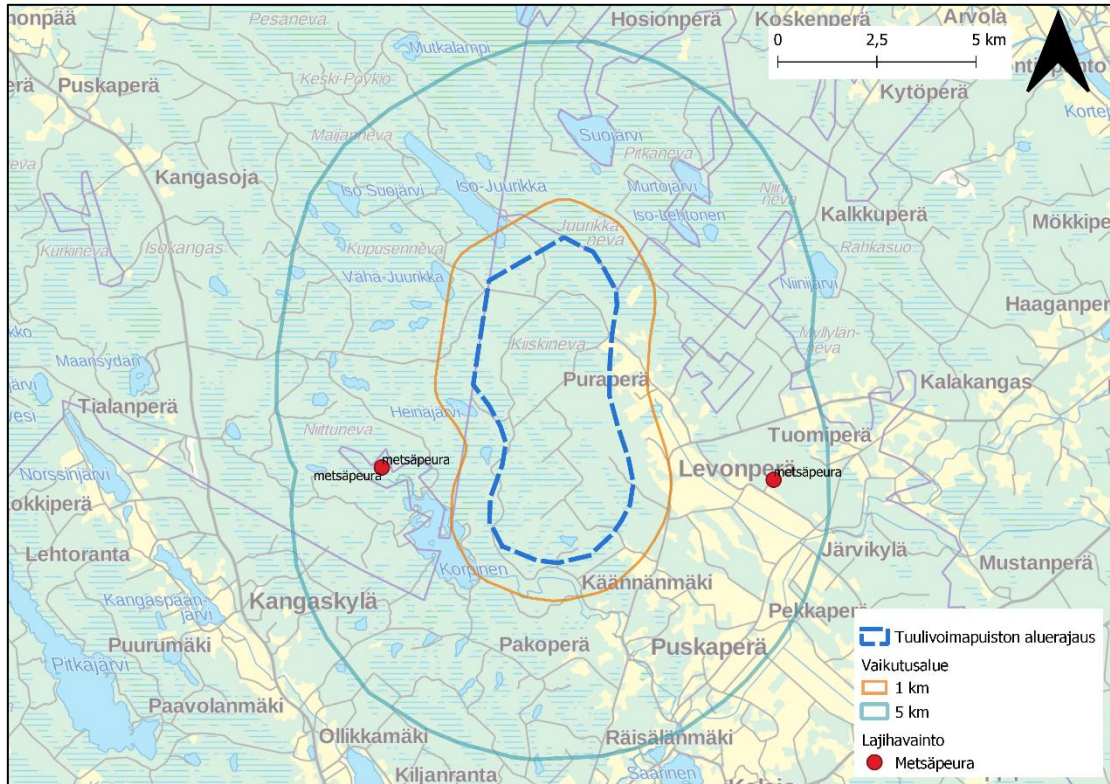 Pesaneva
Hosionperä
Koskenperä
Arvola
Mutkalampi
0 2,5 5 km
Keski-Pöykiö
Puskaperä
Kytöperä
Maijanneva
Suojärvi
Pitkäneva
Kangasoja
Iso Suojärvi
Iso-Juurikka
Murtojärvi
Niini-
neva
Iso-Lehtonen
Kalkkuperä
Mökkipe
Juurikka
neva
Kurkineva
Isokangas
Kupusenneva
Rahkasuo
Vähä-Juurikka
Niinijärvi
Haaganper
Kiiskineva
Myllylän-
neva
Maansydän
Puraperä
Kalakangas
Tialanperä
Heinäjärvi
Niittuneva
Tuomiperä
metsäpeura
metsäpeura
Levonperä
metsäpeura
Norssinjärvi
Lehtoranta
Järvikylä
Korpinen
Käännänmäki
Mustanperä
Kangaspään-
järvi
Kangaskylä
Pekkaperä
Puurumäki
Pakoperä
Puskaperä
Pitkäjärvi
Paavolanmäki
Ollikkamäki
Räisälänmäki
Kiljanranta
Saarinen
Tuulivoimapuiston aluerajaus
Vaikutusalue
1 km
5 km
Lajihavainto
Metsäpeura